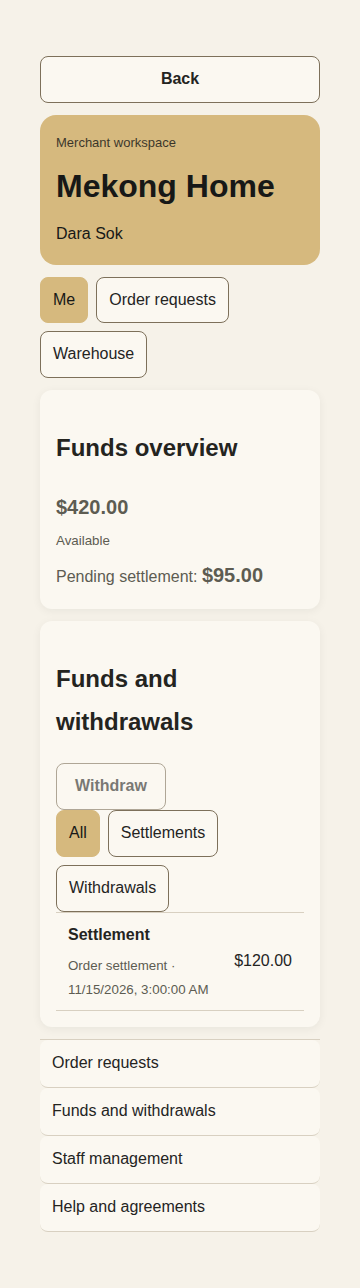 Back
Merchant workspace
Mekong Home
Dara Sok
Me
Order requests
Warehouse
Funds overview
$420.00
Available
Pending settlement: $95.00
Funds and
withdrawals
Withdraw
All
Settlements
Withdrawals
Settlement
Order settlement ·
11/15/2026, 3:00:00 AM
$120.00
Order requests
Funds and withdrawals
Staff management
Help and agreements